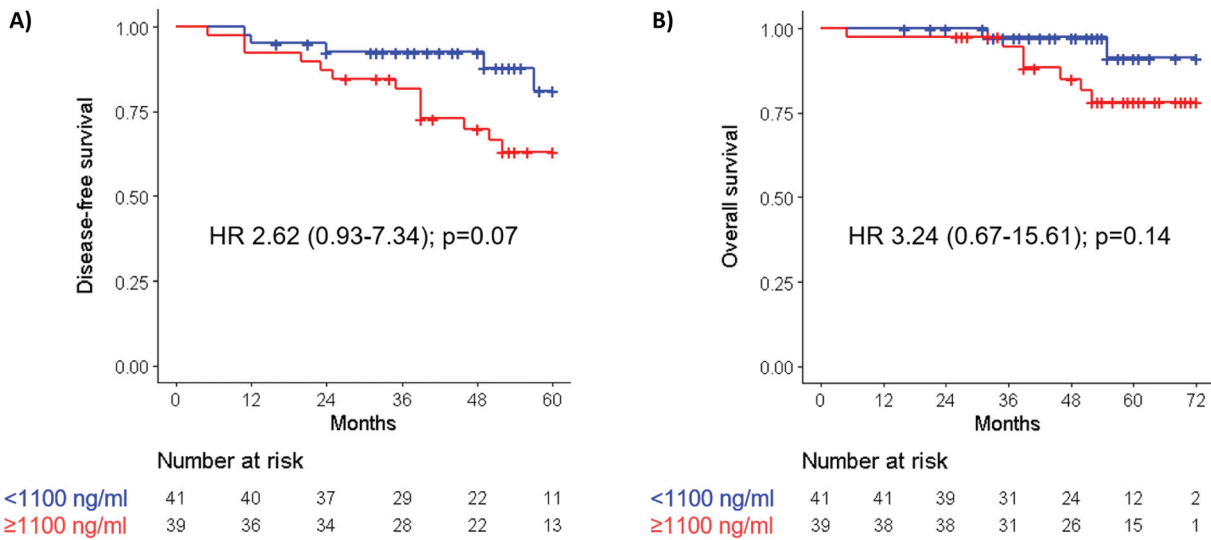 A)
1.00
0.75
0.50
0.25
0.00
Disease-free survival
HR 2.62 (0.93-7.34); p=0.07
0 12 24 36 48 60
Months
Number at risk
<1100 ng/ml 41 40 37 29 22 11
≥1100 ng/ml 39 36 34 28 22 13
B)
1.00
0.75
0.50
0.25
0.00
Overall survival
HR 3.24 (0.67-15.61); p=0.14
0 12 24 36 48 60 72
Months
Number at risk
<1100 ng/ml 41 41 39 31 24 12 2
≥1100 ng/ml 39 38 38 31 26 15 1